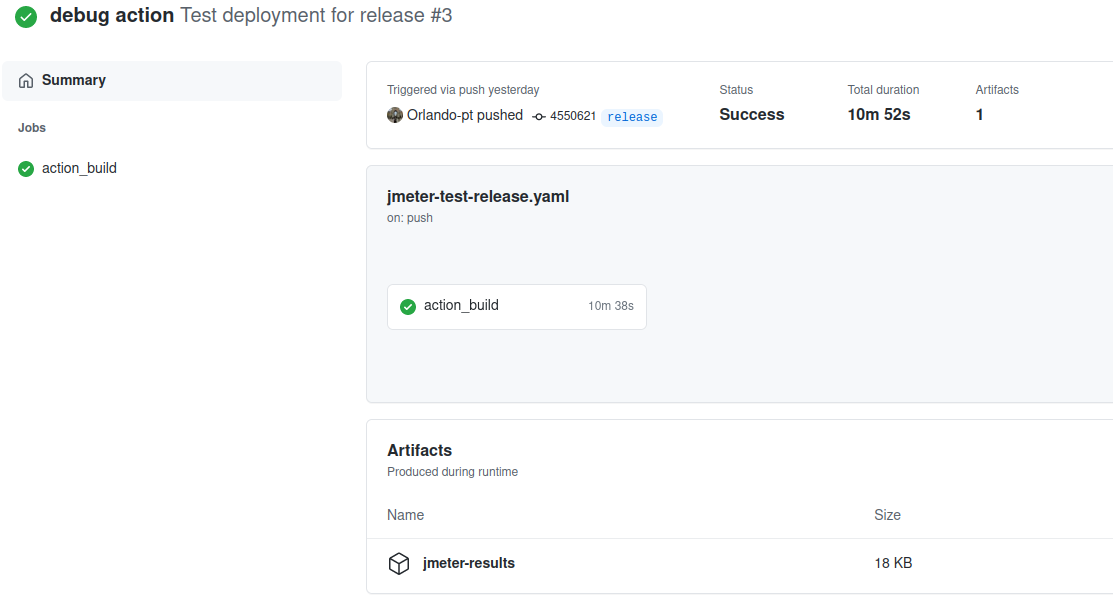 debug action Test deployment for release #3
Summary
Jobs
action_build
Triggered via push yesterday
Orlando-pt pushed 4550621 release
Status
Success
Total duration
10m 52s
Artifacts
1
jmeter-test-release.yaml
on: push
action_build 10m 38s
Artifacts
Produced during runtime
Name Size
jmeter-results 18 KB